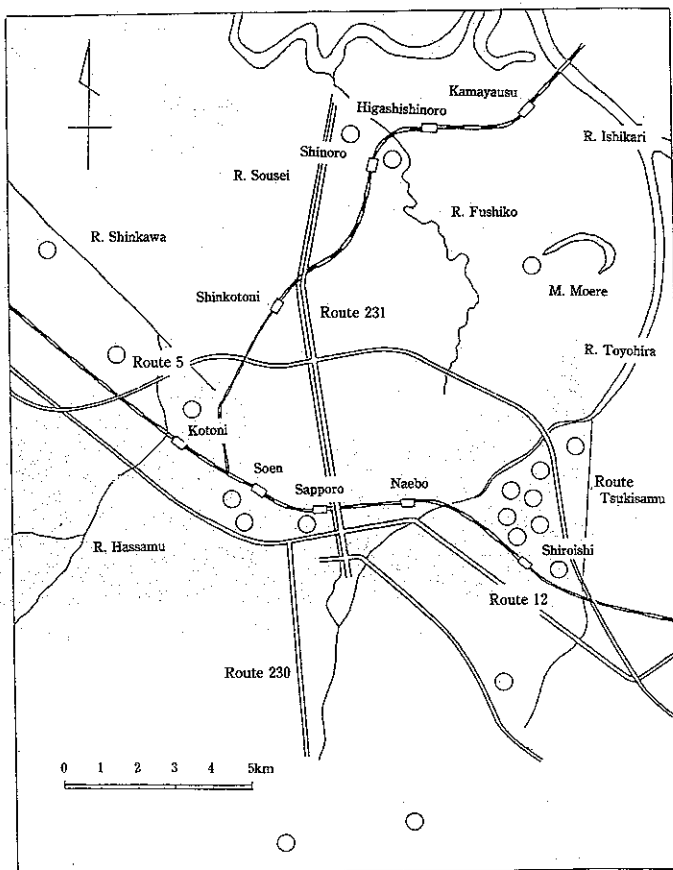 Kamayausu
Higashishinoro
R. Ishikari
Shinoro
R. Sousei
R. Fushiko
R. Shinkawa
M. Moere
Shinkotoni
Route 231
R. Toyohira
Route 5
Kotoni
Soen
Naebo
Sapporo
Route
Tsukisamu
R. Hassamu
Shiroishi
Route 12
Route 230
0 1 2 3 4 5km